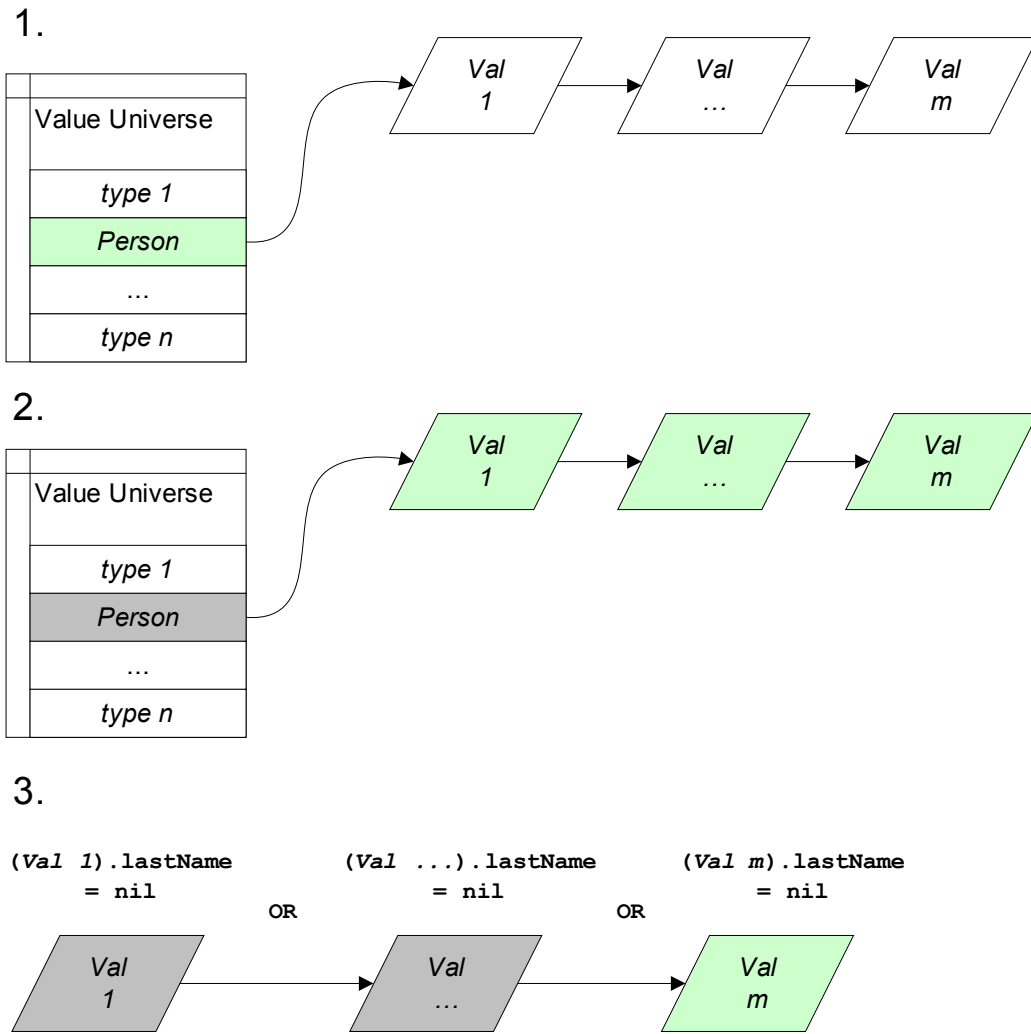 1.
Value Universe
type 1
Person
...
type n
Val
1
Val
...
Val
m
2.
Value Universe
type 1
Person
...
type n
Val
1
Val
...
Val
m
3.
(Val 1).lastName
= nil
OR
(Val ...).lastName
= nil
OR
(Val m).lastName
= nil
Val
1
Val
...
Val
m